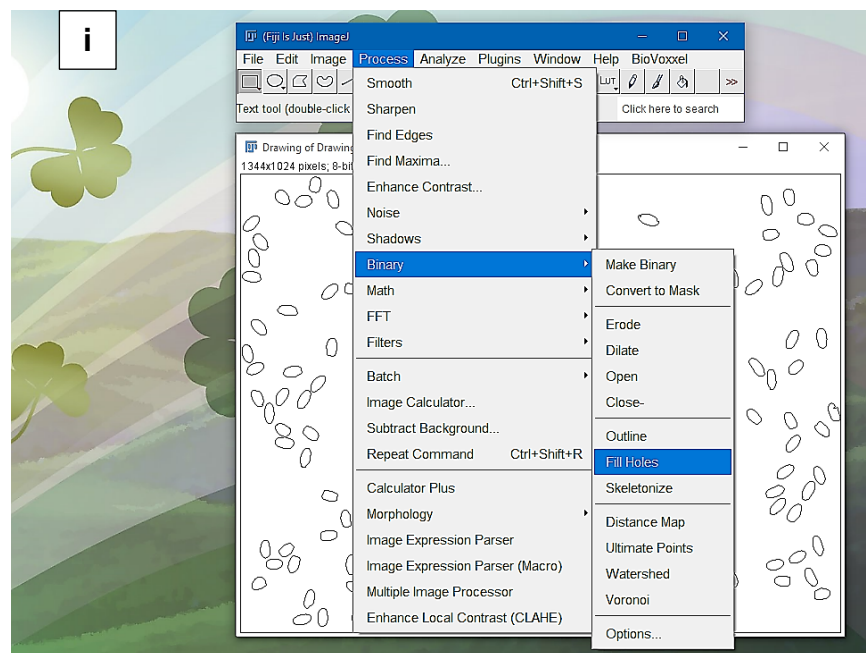 i
(Fiji Is Just) ImageJ
File Edit Image Process Analyze Plugins Window Help BioVoxxel
LUT >>
Text tool (double-click
Click here to search
Smooth Ctrl+Shift+S
Sharpen
Find Edges
Find Maxima...
Enhance Contrast...
Noise
Shadows
Binary
Math
FFT
Filters
Batch
Image Calculator...
Subtract Background...
Repeat Command Ctrl+Shift+R
Calculator Plus
Morphology
Image Expression Parser
Image Expression Parser (Macro)
Multiple Image Processor
Enhance Local Contrast (CLAHE)
Drawing of Drawing
1344x1024 pixels; 8-bit
Make Binary
Convert to Mask
Erode
Dilate
Open
Close-
Outline
Fill Holes
Skeletonize
Distance Map
Ultimate Points
Watershed
Voronoi
Options...